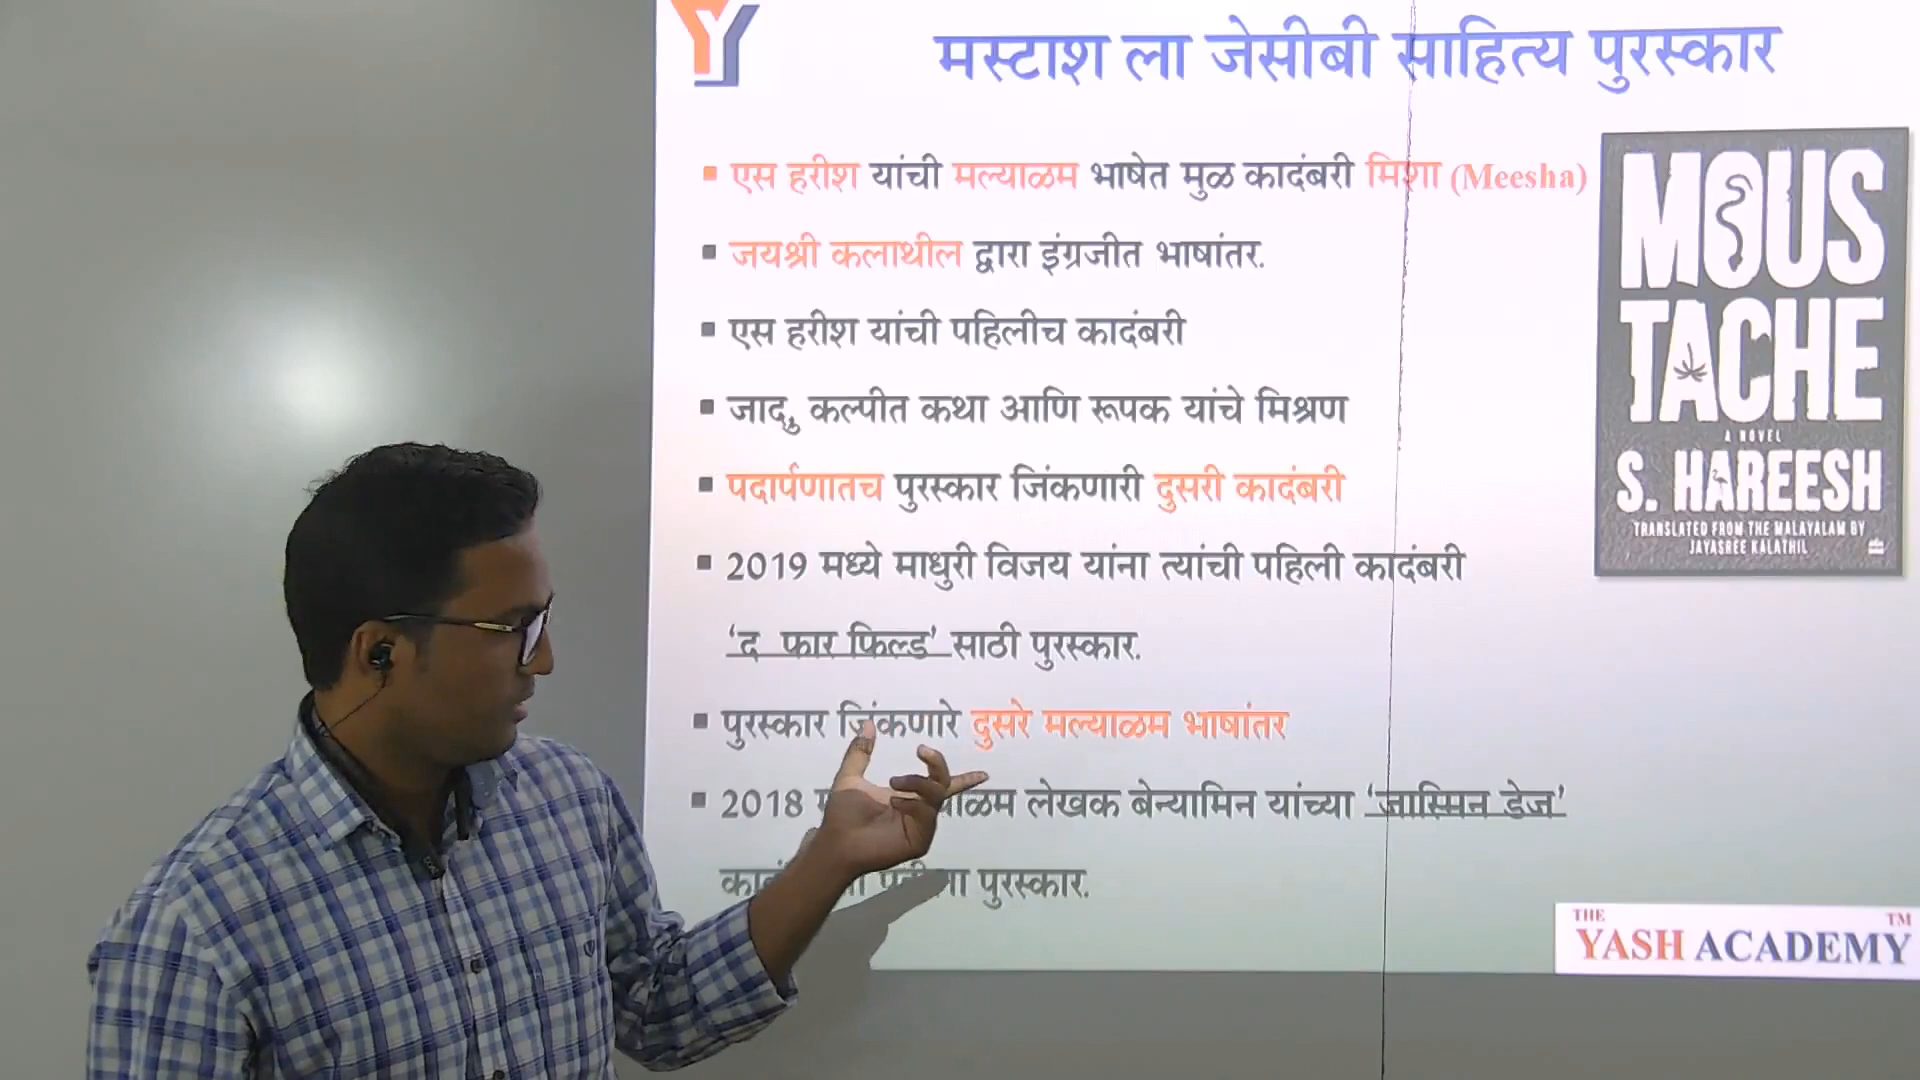 मस्टाश ला जेसीबी साहित्य पुरस्कार
▪ एस हरीश यांची मल्याळम भाषेत मुळ कादंबरी मिशा (Meesha)
▪ जयश्री कलाथील द्वारा इंग्रजीत भाषांतर.
▪ एस हरीश यांची पहिलीच कादंबरी
▪ जादू, कल्पीत कथा आणि रूपक यांचे मिश्रण
▪ पदार्पणातच पुरस्कार जिंकणारी दुसरी कादंबरी
▪ 2019 मध्ये माधुरी विजय यांना त्यांची पहिली कादंबरी
‘द फार फिल्ड’ साठी पुरस्कार.
▪ पुरस्कार जिंकणारे दुसरे मल्याळम भाषांतर
▪ 2018 लेखक बेन्यामिन यांच्या ‘जास्मिन डेज’
पुरस्कार.
MOUS
TACHE
A NOVEL
S. HAREESH
TRANSLATED FROM THE MALAYALAM BY
JAYASREE KALATHIL
THE TM
YASH ACADEMY